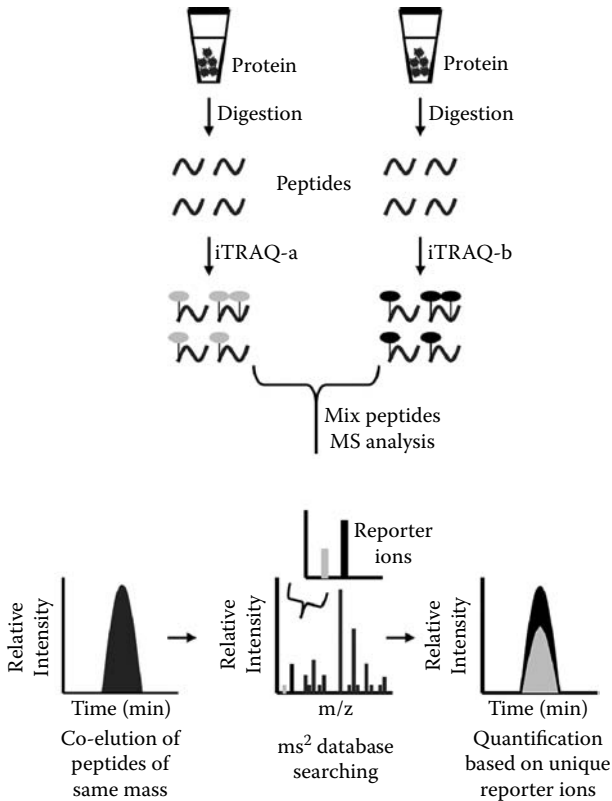 Protein
Protein
Digestion
Digestion
Peptides
iTRAQ-a
iTRAQ-b
Mix peptides
MS analysis
Reporter
ions
Relative
Intensity
Time (min)
Co-elution of
peptides of
same mass
Relative
Intensity
m/z
ms² database
searching
Relative
Intensity
Time (min)
Quantification
based on unique
reporter ions